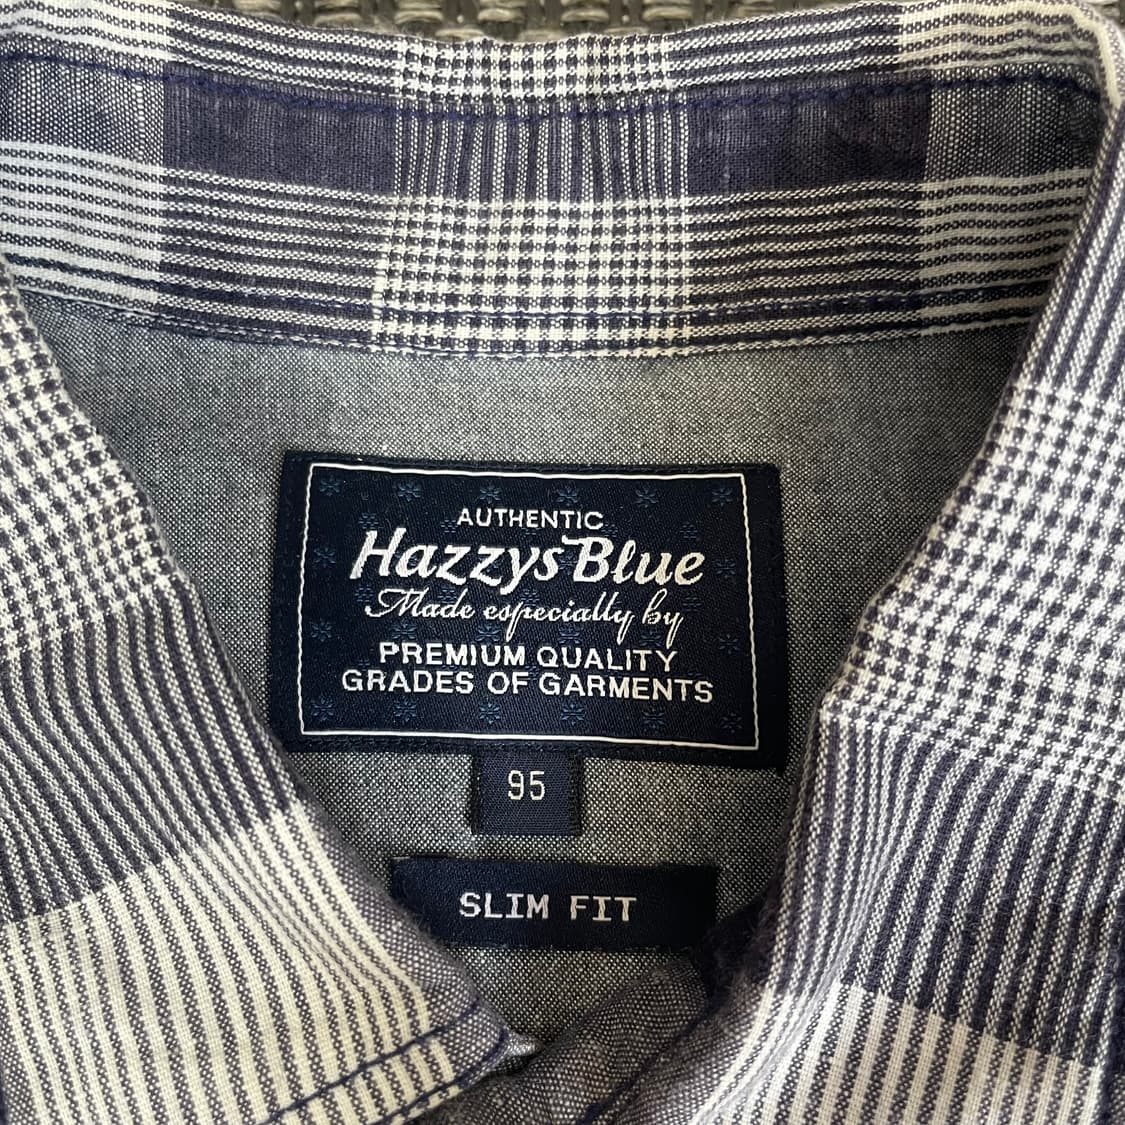 AUTHENTIC
Hazzys Blue
Made especially by
PREMIUM QUALITY
GRADES OF GARMENTS
95
SLIM FIT